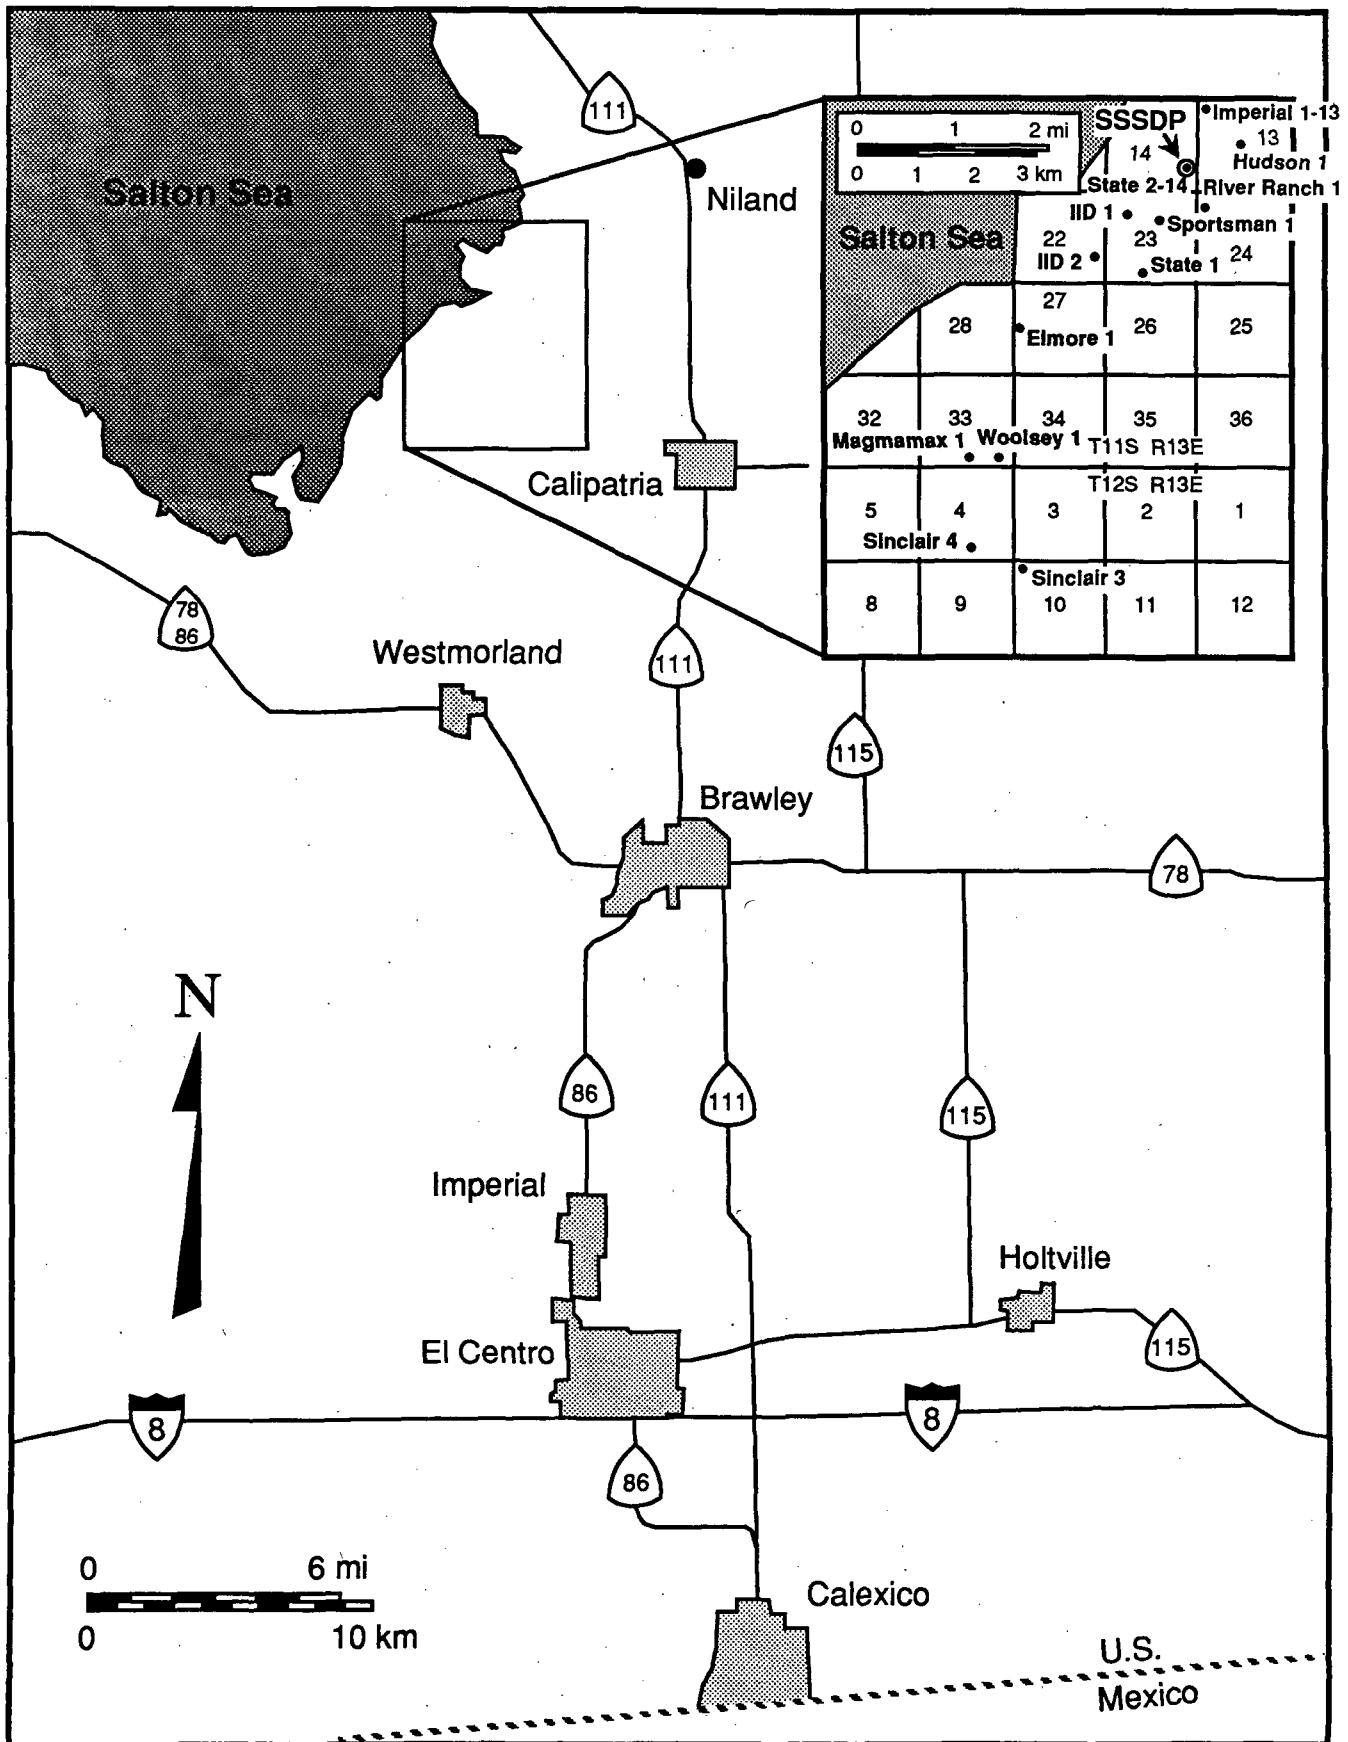 111
Salton Sea
Niland
0 1 2 mi
0 1 2 3 km
SSSDP
Imperial 1-13
14
13
Hudson 1
State 2-14
River Ranch 1
IID 1
Sportsman 1
Salton Sea
22
23
24
IID 2
State 1
27
28
26
25
Elmore 1
32
33
34
35
36
Magmamax 1
Woolsey 1
T11S R13E
T12S R13E
5
4
3
2
1
Sinclair 4
Sinclair 3
8
9
10
11
12
Calipatria
78
86
Westmorland
111
115
Brawley
78
N
86
111
115
Imperial
Holtville
El Centro
115
8
8
86
0 6 mi
0 10 km
Calexico
U.S.
Mexico